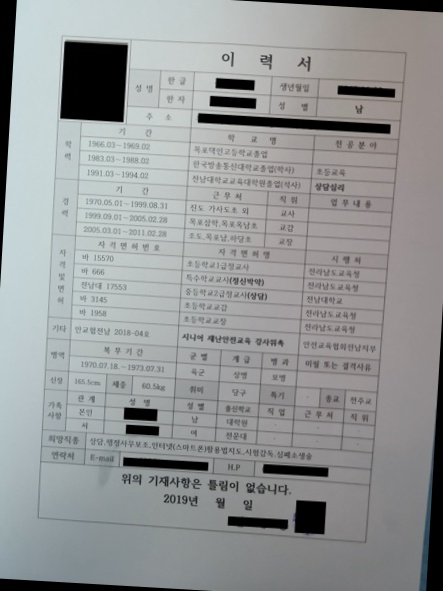 이 력 서
성 명 한 글 생년월일
한 자 성 별 남
주 소
학력 기 간 학 교 명 전 공 분 야
1966.03~1969.02 목포덕인고등학교졸업
1983.03~1988.02 한국방송통신대학교졸업(학사) 초등교육
1991.03~1994.02 전남대학교교육대학원졸업(석사) 상담심리
경력 기 간 근 무 처 직 위 업 무 내 용
1970.05.01~1999.08.31 신도 가사도초 외 교사
1999.09.01~2005.02.28 목포삼학,목포옥남초 교감
2005.03.01~2011.02.28 조도,목포남,하당초 교장
자격및면허 자 격 면 허 번 호 자 격 면 허 명 시 행 처
바 15570 초등학교1급정교사 전라남도교육청
바 666 특수학교교사(정신박약) 전라남도교육청
전남대 17553 중등학교2급정교사(상담) 전남대학교
바 3145 초등학교교감 전라남도교육청
바 1958 초등학교교장 전라남도교육청
기타 안교협전남 2018-04호 시니어 재난안전교육 강사위촉 안전교육협회전남지부
병역 복 무 기 간 군 별 계 급 병 과 미필 또는 결격사유
1970.07.18.~1973.07.31 육군 상병 보병
신장 165.5cm 체중 60.5kg 취미 당구 특기 - 종교 천주교
가족사항 관 계 성 명 성 별 출신학교 직 업 근 무 처 직 위
본인 남 대학원 - - -
처 여 전문대 - - -
희망직종 상담,행정사무보조,인터넷(스마트폰)활용법지도,시험감독,심폐소생술
연락처 E-mail H.P
위의 기재사항은 틀림이 없습니다.
2019년 월 일